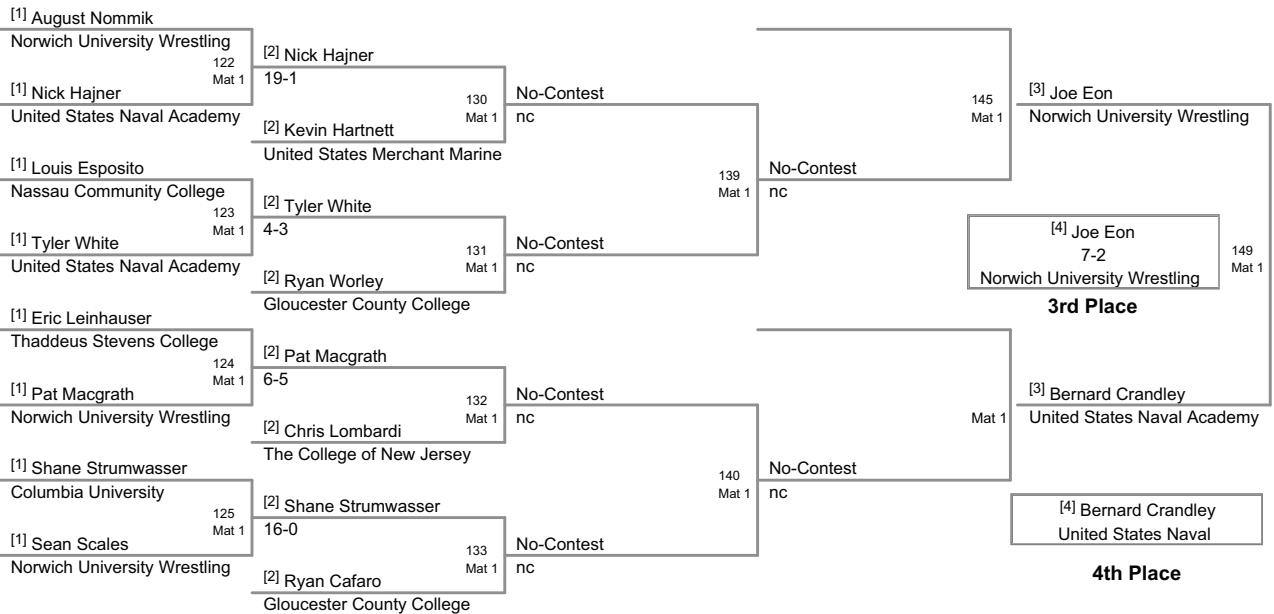 [1] August Nommik
Norwich University Wrestling
122
Mat 1
[1] Nick Hajner
United States Naval Academy
[1] Louis Esposito
Nassau Community College
123
Mat 1
[1] Tyler White
United States Naval Academy
[1] Eric Leinhauser
Thaddeus Stevens College
124
Mat 1
[1] Pat Macgrath
Norwich University Wrestling
[1] Shane Strumwasser
Columbia University
125
Mat 1
[1] Sean Scales
Norwich University Wrestling
[2] Nick Hajner
19-1
130
Mat 1
[2] Kevin Hartnett
United States Merchant Marine
[2] Tyler White
4-3
131
Mat 1
[2] Ryan Worley
Gloucester County College
[2] Pat Macgrath
6-5
132
Mat 1
[2] Chris Lombardi
The College of New Jersey
[2] Shane Strumwasser
16-0
133
Mat 1
[2] Ryan Cafaro
Gloucester County College
No-Contest
nc
139
Mat 1
No-Contest
nc
No-Contest
nc
140
Mat 1
No-Contest
nc
145
Mat 1
No-Contest
nc
Mat 1
No-Contest
nc
[3] Joe Eon
Norwich University Wrestling
[4] Joe Eon
7-2
Norwich University Wrestling
149
Mat 1
3rd Place
[3] Bernard Crandley
United States Naval Academy
[4] Bernard Crandley
United States Naval
4th Place